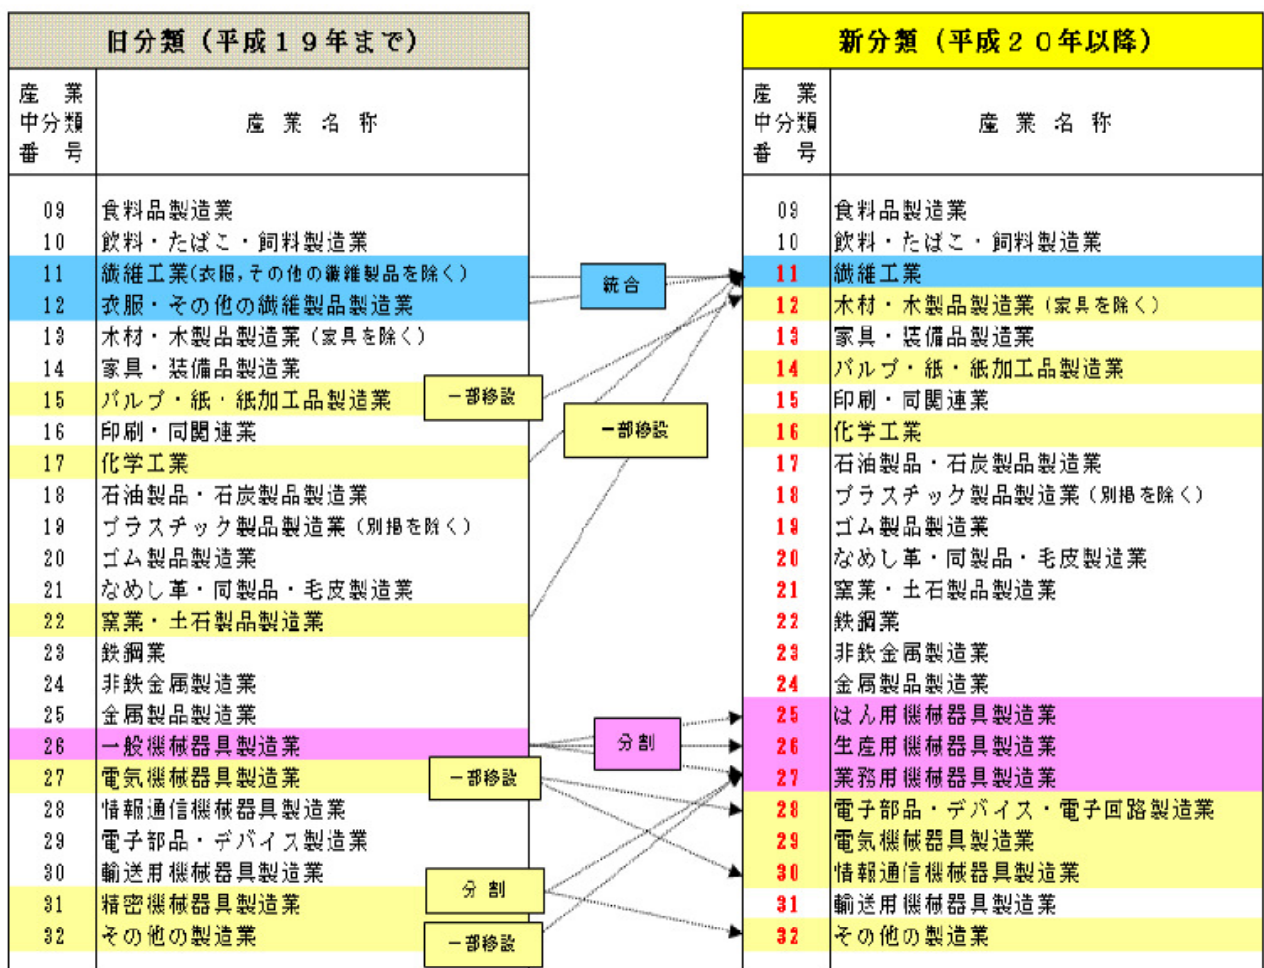 旧分類（平成１９年まで）
産　業
中分類
番　号
産業名称
09 食料品製造業
10 飲料・たばこ・飼料製造業
11 繊維工業(衣服,その他の繊維製品を除く)
12 衣服・その他の繊維製品製造業
13 木材・木製品製造業（家具を除く）
14 家具・装備品製造業
15 パルプ・紙・紙加工品製造業
16 印刷・同関連業
17 化学工業
18 石油製品・石炭製品製造業
19 プラスチック製品製造業（別掲を除く）
20 ゴム製品製造業
21 なめし革・同製品・毛皮製造業
22 窯業・土石製品製造業
23 鉄鋼業
24 非鉄金属製造業
25 金属製品製造業
26 一般機械器具製造業
27 電気機械器具製造業
28 情報通信機械器具製造業
29 電子部品・デバイス製造業
30 輸送用機械器具製造業
31 精密機械器具製造業
32 その他の製造業
統合
一部移設
一部移設
分割
一部移設
分割
一部移設
新分類（平成２０年以降）
産　業
中分類
番　号
産業名称
09 食料品製造業
10 飲料・たばこ・飼料製造業
11 繊維工業
12 木材・木製品製造業（家具を除く）
13 家具・装備品製造業
14 パルプ・紙・紙加工品製造業
15 印刷・同関連業
16 化学工業
17 石油製品・石炭製品製造業
18 プラスチック製品製造業（別掲を除く）
19 ゴム製品製造業
20 なめし革・同製品・毛皮製造業
21 窯業・土石製品製造業
22 鉄鋼業
23 非鉄金属製造業
24 金属製品製造業
25 はん用機械器具製造業
26 生産用機械器具製造業
27 業務用機械器具製造業
28 電子部品・デバイス・電子回路製造業
29 電気機械器具製造業
30 情報通信機械器具製造業
31 輸送用機械器具製造業
32 その他の製造業